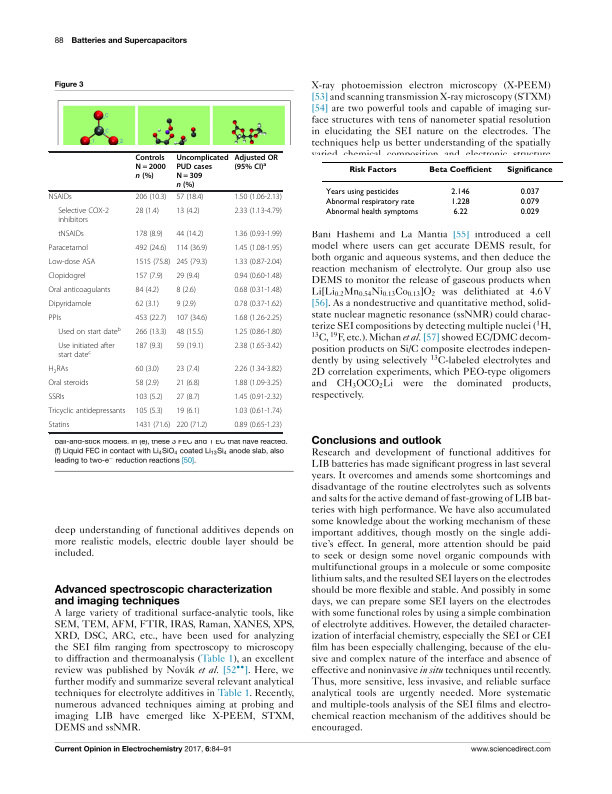 88 Batteries and Supercapacitors
Figure 3
Controls Uncomplicated Adjusted OR
N = 2000 PUD cases (95% CI)a
n (%) N = 309
n (%)
NSAIDs 206 (10.3) 57 (18.4) 1.50 (1.06-2.13)
Selective COX-2 28 (1.4) 13 (4.2) 2.33 (1.13-4.79)
inhibitors
tNSAIDs 178 (8.9) 44 (14.2) 1.36 (0.93-1.99)
Paracetamol 492 (24.6) 114 (36.9) 1.45 (1.08-1.95)
Low-dose ASA 1515 (75.8) 245 (79.3) 1.33 (0.87-2.04)
Clopidogrel 157 (7.9) 29 (9.4) 0.94 (0.60-1.48)
Oral anticoagulants 84 (4.2) 8 (2.6) 0.68 (0.31-1.48)
Dipyridamole 62 (3.1) 9 (2.9) 0.78 (0.37-1.62)
PPIs 453 (22.7) 107 (34.6) 1.68 (1.26-2.25)
Used on start dateb 266 (13.3) 48 (15.5) 1.25 (0.86-1.80)
Use initiated after 187 (9.3) 59 (19.1) 2.38 (1.65-3.42)
start datec
H2RAs 60 (3.0) 23 (7.4) 2.26 (1.34-3.82)
Oral steroids 58 (2.9) 21 (6.8) 1.88 (1.09-3.25)
SSRIs 103 (5.2) 27 (8.7) 1.45 (0.91-2.32)
Tricyclic antidepressants 105 (5.3) 19 (6.1) 1.03 (0.61-1.74)
Statins 1431 (71.6) 220 (71.2) 0.89 (0.65-1.23)
ball-and-stick models. In (e), these 3 FEC and 1 EC that have reacted.
(f) Liquid FEC in contact with Li4SiO4 coated Li13Si4 anode slab, also
leading to two-e− reduction reactions [50].
deep understanding of functional additives depends on
more realistic models, electric double layer should be
included.
Advanced spectroscopic characterization
and imaging techniques
A large variety of traditional surface-analytic tools, like
SEM, TEM, AFM, FTIR, IRAS, Raman, XANES, XPS,
XRD, DSC, ARC, etc., have been used for analyzing
the SEI film ranging from spectroscopy to microscopy
to diffraction and thermoanalysis (Table 1), an excellent
review was published by Novák et al. [52••]. Here, we
further modify and summarize several relevant analytical
techniques for electrolyte additives in Table 1. Recently,
numerous advanced techniques aiming at probing and
imaging LIB have emerged like X-PEEM, STXM,
DEMS and ssNMR.
X-ray photoemission electron microscopy (X-PEEM)
[53] and scanning transmission X-ray microscopy (STXM)
[54] are two powerful tools and capable of imaging sur-
face structures with tens of nanometer spatial resolution
in elucidating the SEI nature on the electrodes. The
techniques help us better understanding of the spatially
varied chemical composition and electronic structure
Risk Factors Beta Coefficient Significance
Years using pesticides 2.146 0.037
Abnormal respiratory rate 1.228 0.079
Abnormal health symptoms 6.22 0.029
Bani Hashemi and La Mantia [55] introduced a cell
model where users can get accurate DEMS result, for
both organic and aqueous systems, and then deduce the
reaction mechanism of electrolyte. Our group also use
DEMS to monitor the release of gaseous products when
Li[Li0.2Mn0.54Ni0.13Co0.13]O2 was delithiated at 4.6 V
[56]. As a nondestructive and quantitative method, solid-
state nuclear magnetic resonance (ssNMR) could charac-
terize SEI compositions by detecting multiple nuclei (1H,
13C, 19F, etc.). Michan et al. [57] showed EC/DMC decom-
position products on Si/C composite electrodes indepen-
dently by using selectively 13C-labeled electrolytes and
2D correlation experiments, which PEO-type oligomers
and CH3OCO2Li were the dominated products,
respectively.
Conclusions and outlook
Research and development of functional additives for
LIB batteries has made significant progress in last several
years. It overcomes and amends some shortcomings and
disadvantage of the routine electrolytes such as solvents
and salts for the active demand of fast-growing of LIB bat-
teries with high performance. We have also accumulated
some knowledge about the working mechanism of these
important additives, though mostly on the single addi-
tive's effect. In general, more attention should be paid
to seek or design some novel organic compounds with
multifunctional groups in a molecule or some composite
lithium salts, and the resulted SEI layers on the electrodes
should be more flexible and stable. And possibly in some
days, we can prepare some SEI layers on the electrodes
with some functional roles by using a simple combination
of electrolyte additives. However, the detailed character-
ization of interfacial chemistry, especially the SEI or CEI
film has been especially challenging, because of the elu-
sive and complex nature of the interface and absence of
effective and noninvasive in situ techniques until recently.
Thus, more sensitive, less invasive, and reliable surface
analytical tools are urgently needed. More systematic
and multiple-tools analysis of the SEI films and electro-
chemical reaction mechanism of the additives should be
encouraged.
Current Opinion in Electrochemistry 2017, 6:84–91 www.sciencedirect.com